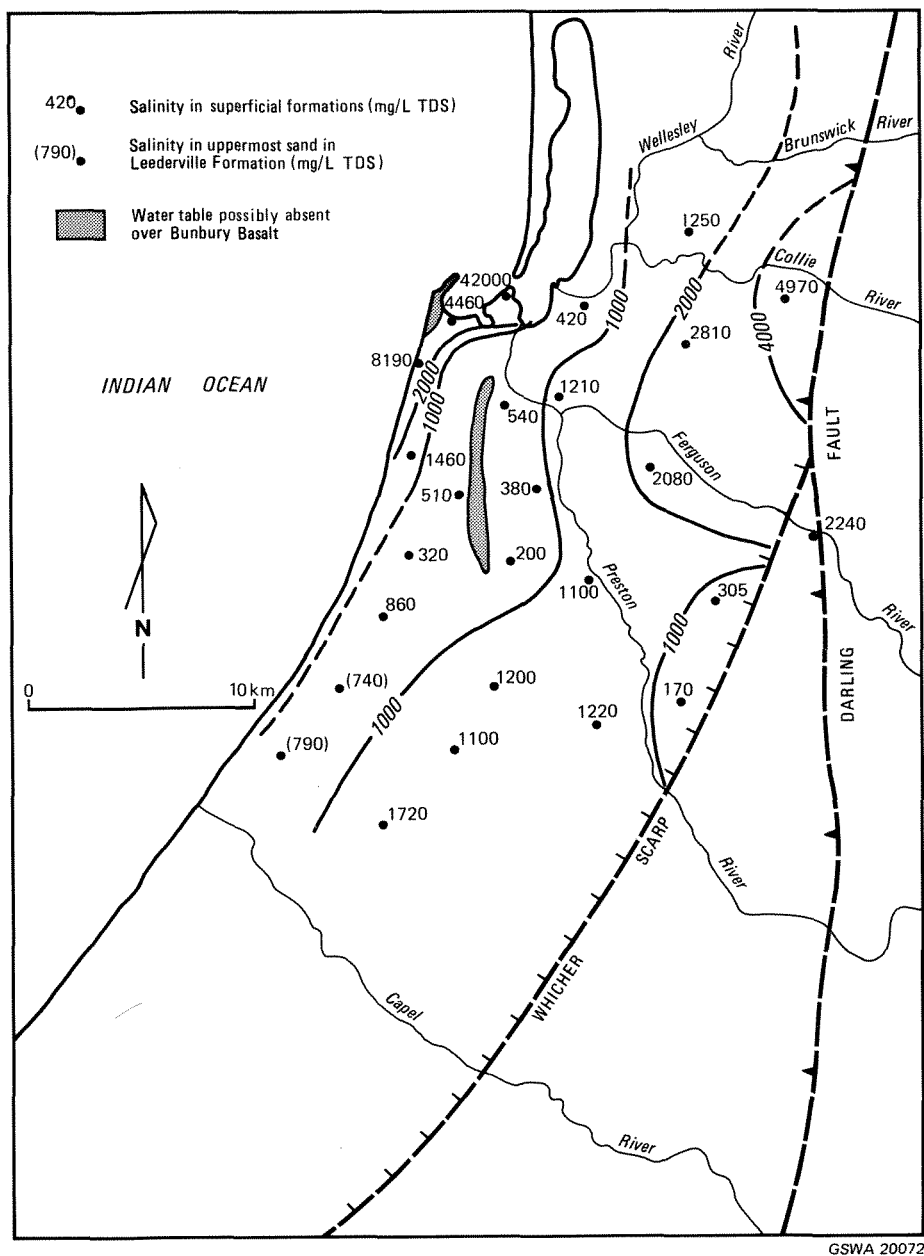 420
Salinity in superficial formations (mg/L TDS)
(790)
Salinity in uppermost sand in
Leederville Formation (mg/L TDS)
Water table possibly absent
over Bunbury Basalt
River
Wellesley
Brunswick
River
1250
Collie
River
42000
4460
420
1000
2000
4970
4000
2810
8190
INDIAN OCEAN
2000
1000
1210
540
FAULT
1460
Ferguson
510
380
2080
2240
320
200
1100
Preston
305
River
860
N
1000
0
10 km
(740)
1200
170
DARLING
1000
1220
(790)
1100
1720
SCARP
River
WHICHER
Capel
River
GSWA 20072